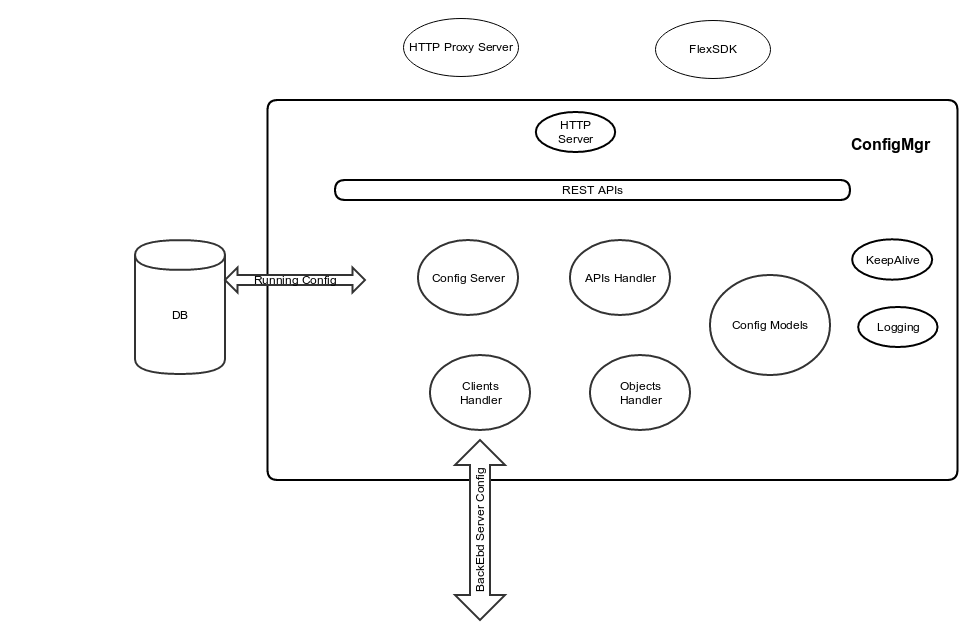 HTTP Proxy Server
FlexSDK
HTTP
Server
ConfigMgr
REST APIs
Config Server
APIs Handler
KeepAlive
Running Config
DB
Config Models
Logging
Clients
Handler
Objects
Handler
BackEbd Server Config